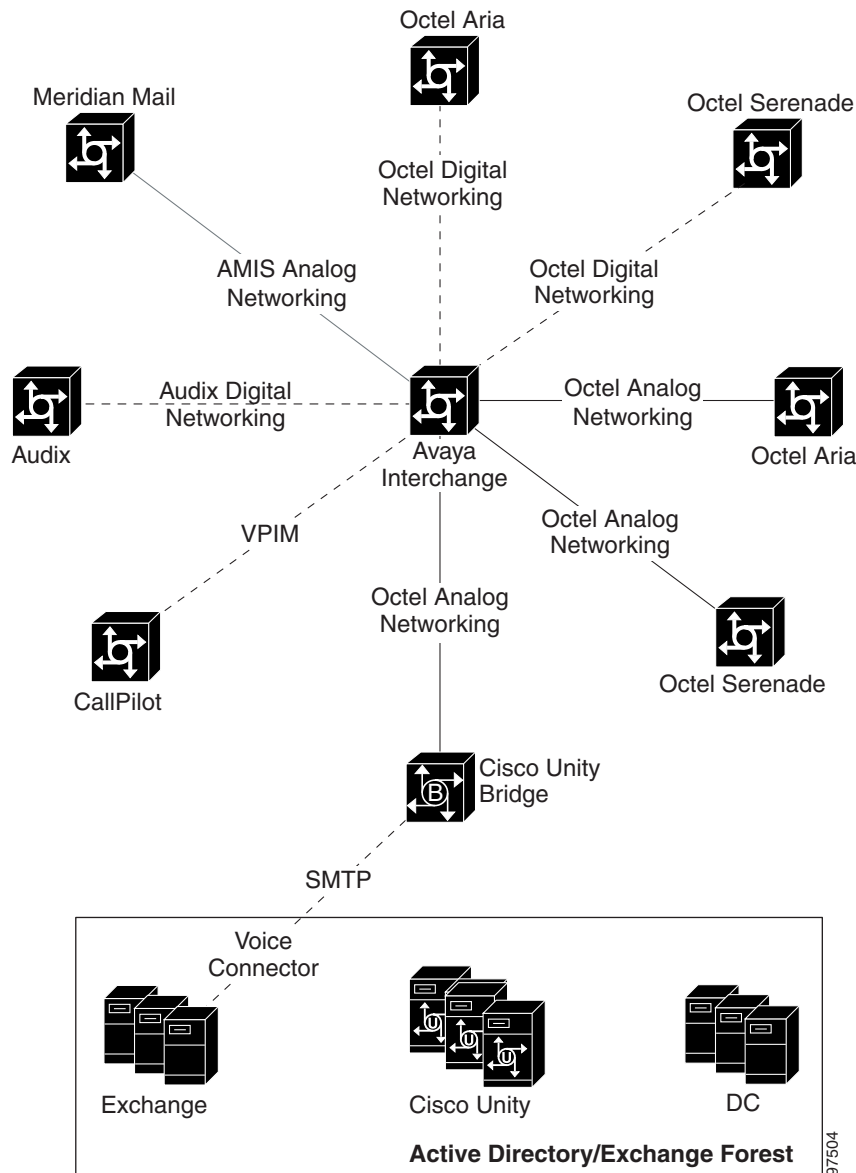 Octel Aria
Meridian Mail
Octel Serenade
Octel Digital
Networking
AMIS Analog
Networking
Octel Digital
Networking
Audix Digital
Networking
Octel Analog
Networking
Audix
Avaya
Interchange
Octel Aria
VPIM
Octel Analog
Networking
Octel Analog
Networking
CallPilot
Octel Serenade
B
Cisco Unity
Bridge
SMTP
Voice
Connector
U
U
U
Exchange
Cisco Unity
DC
Active Directory/Exchange Forest
97504